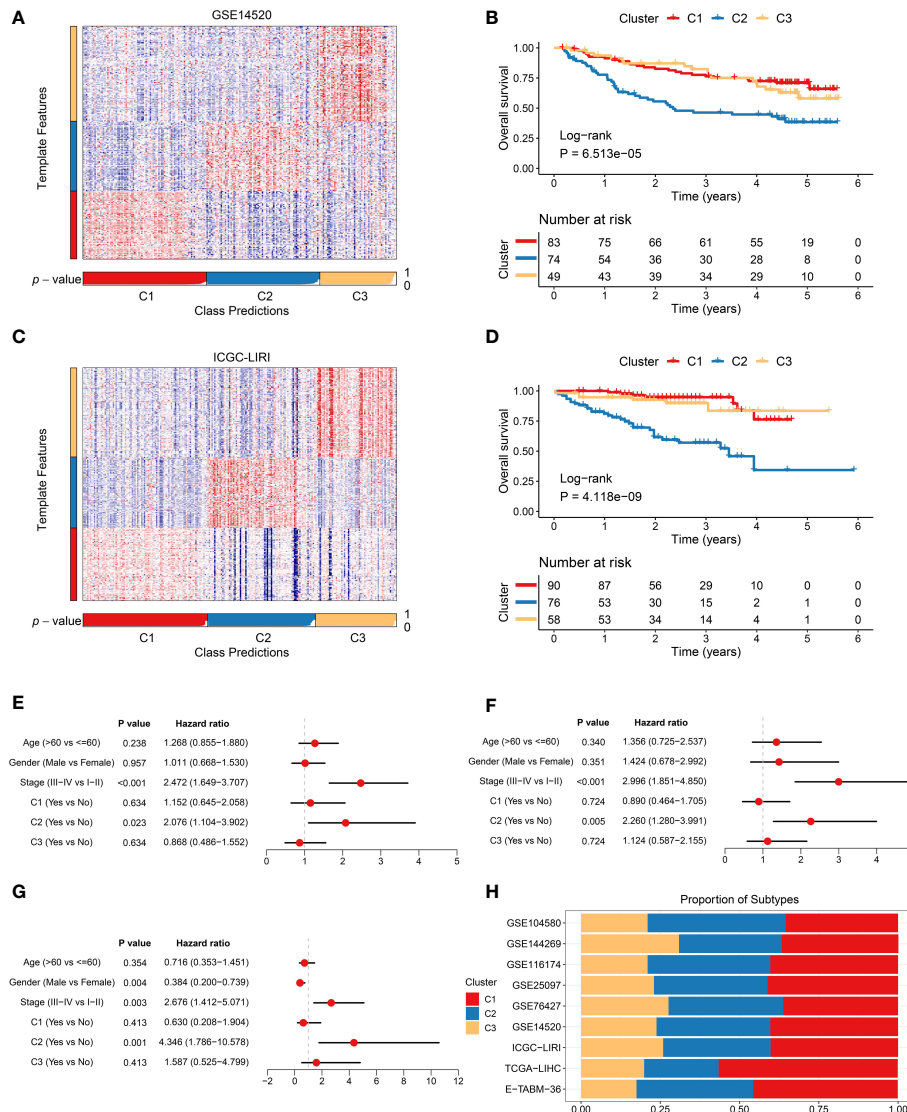 A
GSE14520
Template Features
p – value
1
0
C1
C2
C3
Class Predictions
B
Cluster C1 C2 C3
Overall survival
1.00
0.75
0.50
0.25
0.00
Log-rank
P = 6.513e-05
0 1 2 3 4 5 6
Time (years)
Number at risk
Cluster
83 75 66 61 55 19 0
74 54 36 30 28 8 0
49 43 39 34 29 10 0
0 1 2 3 4 5 6
Time (years)
C
ICGC-LIRI
Template Features
p – value
1
0
C1
C2
C3
Class Predictions
D
Cluster C1 C2 C3
Overall survival
1.00
0.75
0.50
0.25
0.00
Log-rank
P = 4.118e-09
0 1 2 3 4 5 6
Time (years)
Number at risk
Cluster
90 87 56 29 10 0 0
76 53 30 15 2 1 0
58 53 34 14 4 1 0
0 1 2 3 4 5 6
Time (years)
E
P value Hazard ratio
Age (>60 vs <=60) 0.238 1.268 (0.855-1.880)
Gender (Male vs Female) 0.957 1.011 (0.668-1.530)
Stage (III-IV vs I-II) <0.001 2.472 (1.649-3.707)
C1 (Yes vs No) 0.634 1.152 (0.645-2.058)
C2 (Yes vs No) 0.023 2.076 (1.104-3.902)
C3 (Yes vs No) 0.634 0.868 (0.486-1.552)
0 1 2 3 4 5
F
P value Hazard ratio
Age (>60 vs <=60) 0.340 1.356 (0.725-2.537)
Gender (Male vs Female) 0.351 1.424 (0.678-2.992)
Stage (III-IV vs I-II) <0.001 2.996 (1.851-4.850)
C1 (Yes vs No) 0.724 0.890 (0.464-1.705)
C2 (Yes vs No) 0.005 2.260 (1.280-3.991)
C3 (Yes vs No) 0.724 1.124 (0.587-2.155)
0 1 2 3 4
G
P value Hazard ratio
Age (>60 vs <=60) 0.354 0.716 (0.353-1.451)
Gender (Male vs Female) 0.004 0.384 (0.200-0.739)
Stage (III-IV vs I-II) 0.003 2.676 (1.412-5.071)
C1 (Yes vs No) 0.413 0.630 (0.208-1.904)
C2 (Yes vs No) 0.001 4.346 (1.786-10.578)
C3 (Yes vs No) 0.413 1.587 (0.525-4.799)
−2 0 2 4 6 8 10 12
H
Proportion of Subtypes
Cluster
C1
C2
C3
GSE104580
GSE144269
GSE116174
GSE25097
GSE76427
GSE14520
ICGC-LIRI
TCGA-LIHC
E-TABM-36
0.00 0.25 0.50 0.75 1.00